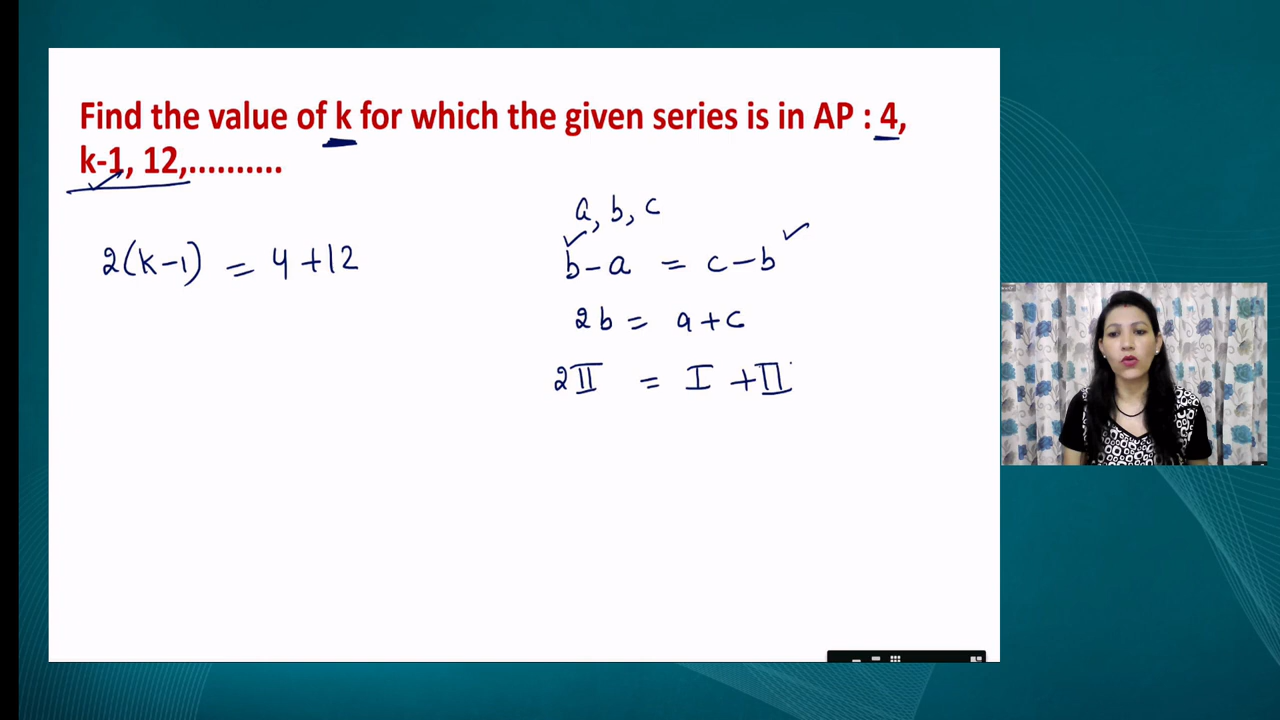 Find the value of k for which the given series is in AP : 4,
k-1, 12,..........
a, b, c
2(k-1) = 4+12
b-a = c-b
2b = a+c
2II = I +II